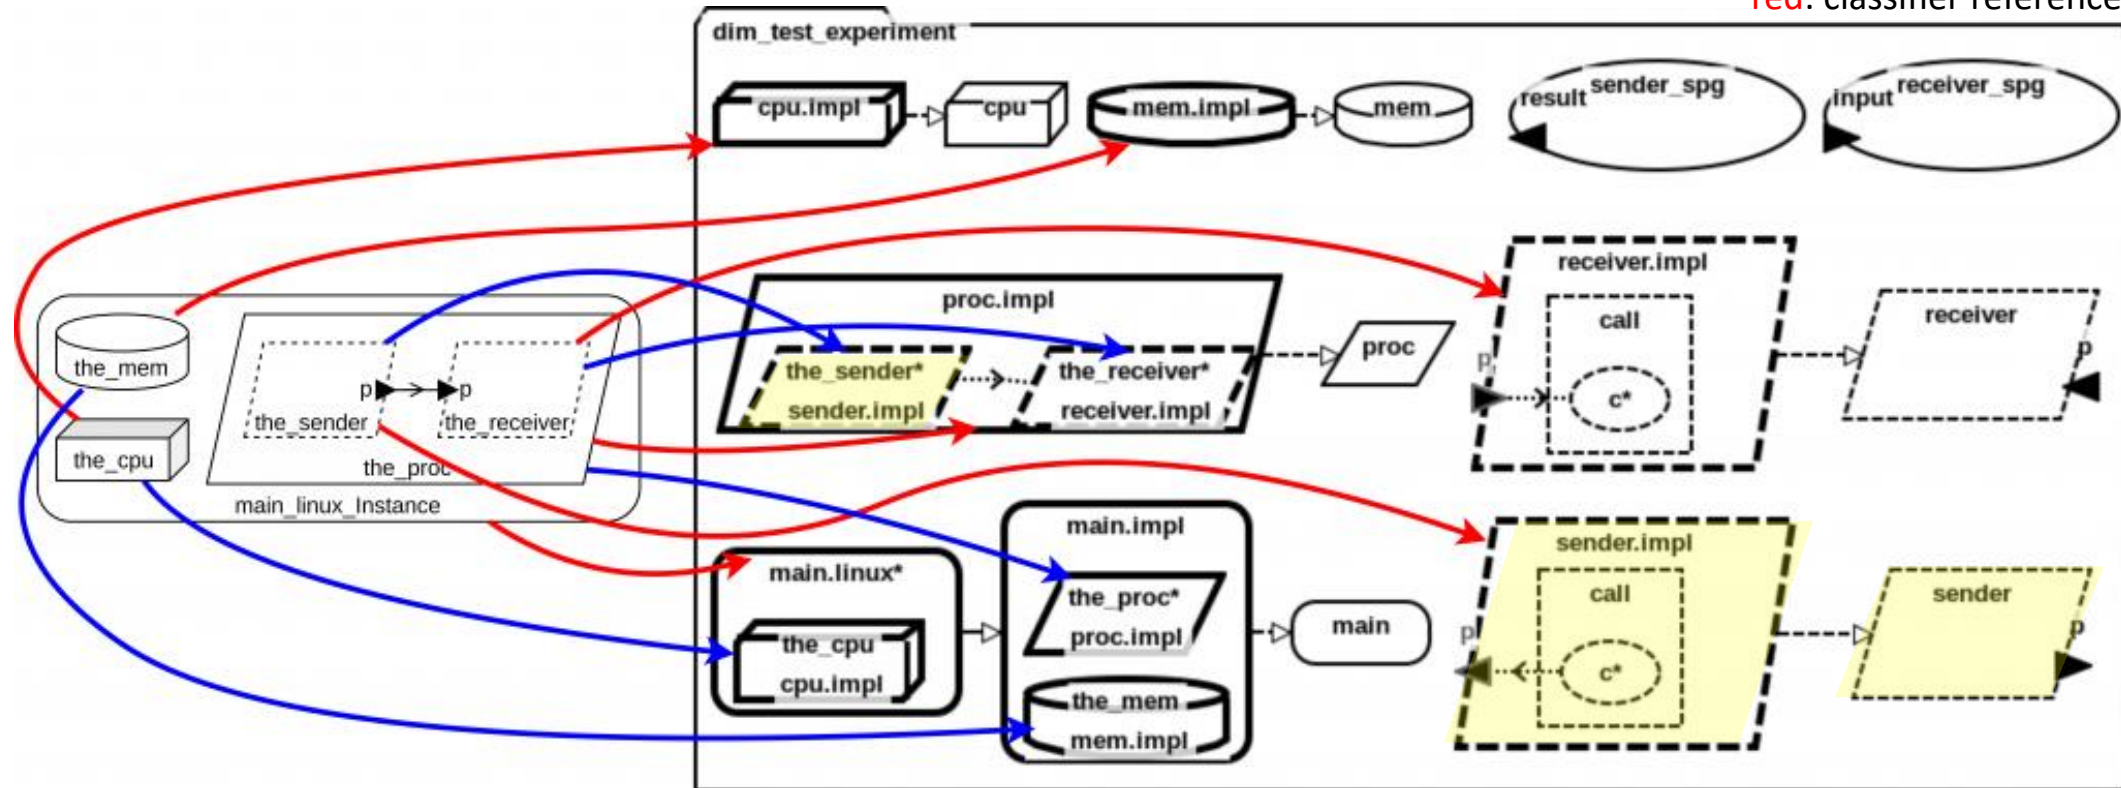 red: classifier reference
dim_test_experiment
cpu.impl
cpu
mem.impl
mem
result
sender_spg
input
receiver_spg
the_mem
the_cpu
p
p
the_sender
the_receiver
the_proc
main_linux_Instance
proc.impl
the_sender*
sender.impl
the_receiver*
receiver.impl
proc
receiver.impl
call
c*
p
receiver
p
main.linux*
the_cpu
cpu.impl
main.impl
the_proc*
proc.impl
the_mem
mem.impl
main
sender.impl
call
c*
p
sender
p